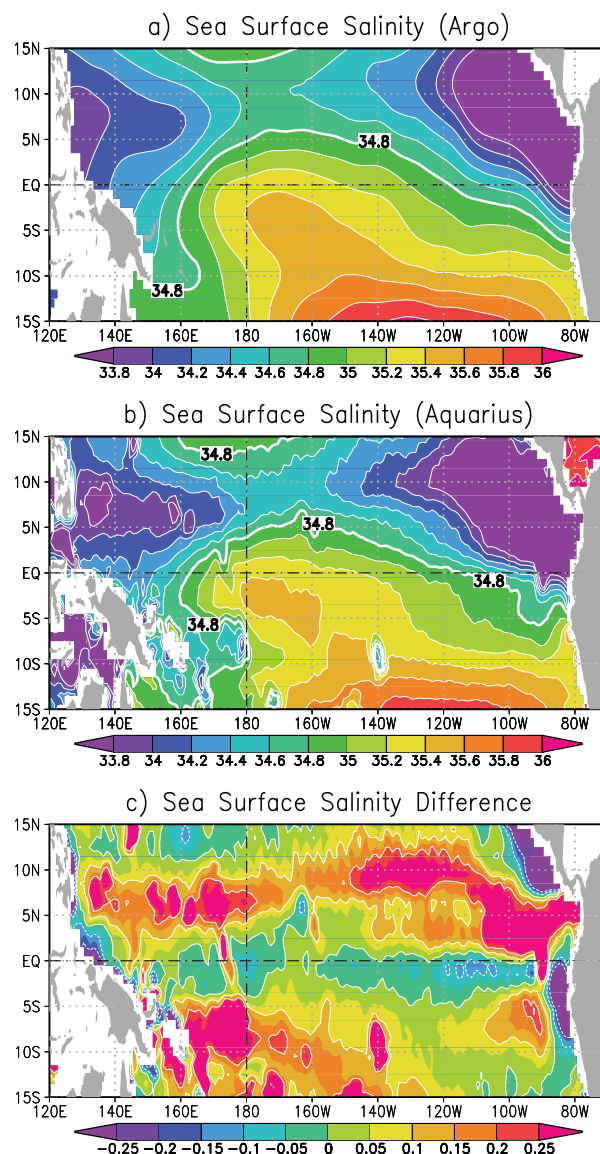 a) Sea Surface Salinity (Argo)
15N
10N
5N
34.8
EQ
5S
10S
34.8
15S
120E 140E 160E 180 160W 140W 120W 100W 80W
33.8 34 34.2 34.4 34.6 34.8 35 35.2 35.4 35.6 35.8 36
b) Sea Surface Salinity (Aquarius)
15N
34.8
10N
5N
34.8
EQ
34.8
5S
34.8
10S
15S
120E 140E 160E 180 160W 140W 120W 100W 80W
33.8 34 34.2 34.4 34.6 34.8 35 35.2 35.4 35.6 35.8 36
c) Sea Surface Salinity Difference
15N
10N
5N
EQ
5S
10S
15S
120E 140E 160E 180 160W 140W 120W 100W 80W
-0.25 -0.2 -0.15 -0.1 -0.05 0 0.05 0.1 0.15 0.2 0.25